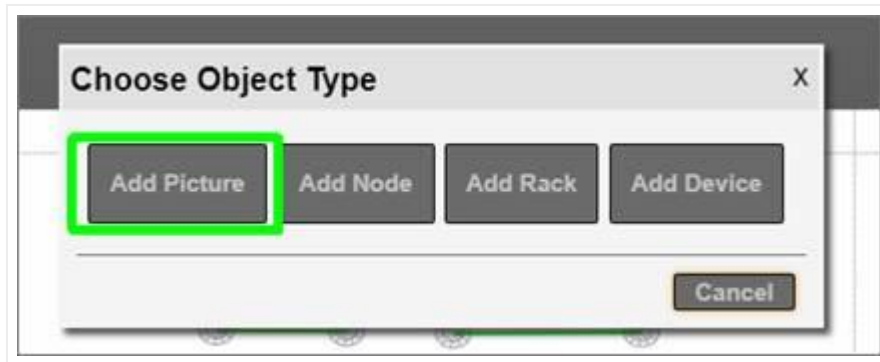 Choose Object Type X
Add Picture Add Node Add Rack Add Device
Cancel